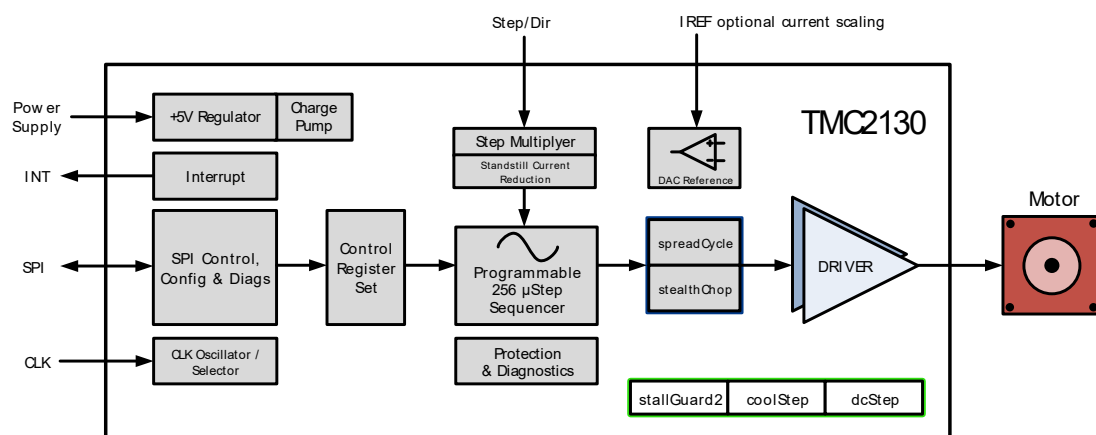 Step/Dir
IREF optional current scaling
Power
Supply
+5V Regulator
Charge
Pump
TMC2130
Step Multiplyer
Standstill Current
Reduction
DAC Reference
INT
Interrupt
Motor
SPI
SPI Control,
Config & Diags
Control
Register
Set
Programmable
256 µStep
Sequencer
spreadCycle
stealthChop
DRIVER
CLK
CLK Oscillator /
Selector
Protection
& Diagnostics
stallGuard2
coolStep
dcStep